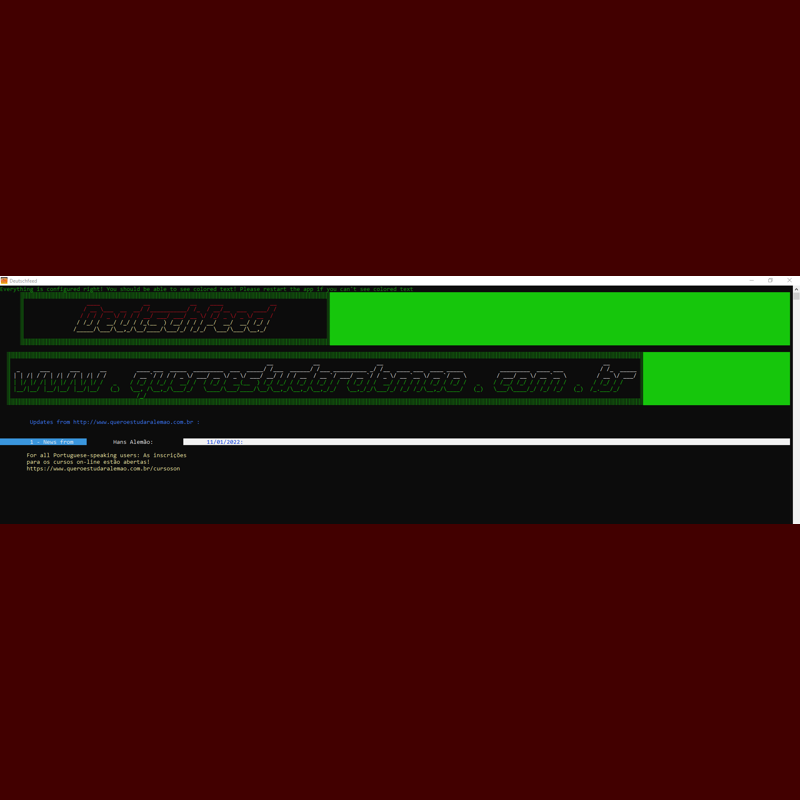 Deutschfeed
Everything is configured right! You should be able to see colored text! Please restart the app if you can't see colored text
Deutschfeed
www.queroestudaralemao.com.br
Updates from http://www.queroestudaralemao.com.br :
1 - News from Hans Alemão: 11/01/2022:
For all Portuguese-speaking users: As inscrições
para os cursos on-line estão abertas!
https://www.queroestudaralemao.com.br/cursoson